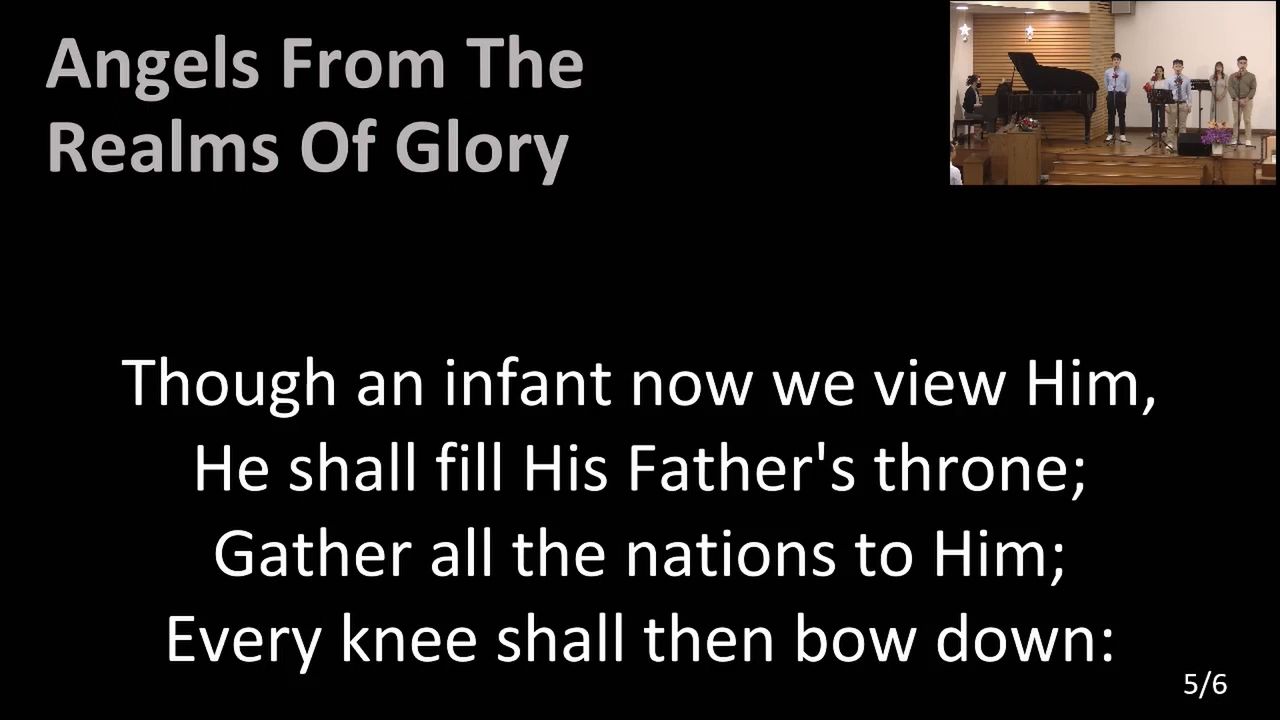 Angels From The
Realms Of Glory
Though an infant now we view Him,
He shall fill His Father's throne;
Gather all the nations to Him;
Every knee shall then bow down:
5/6